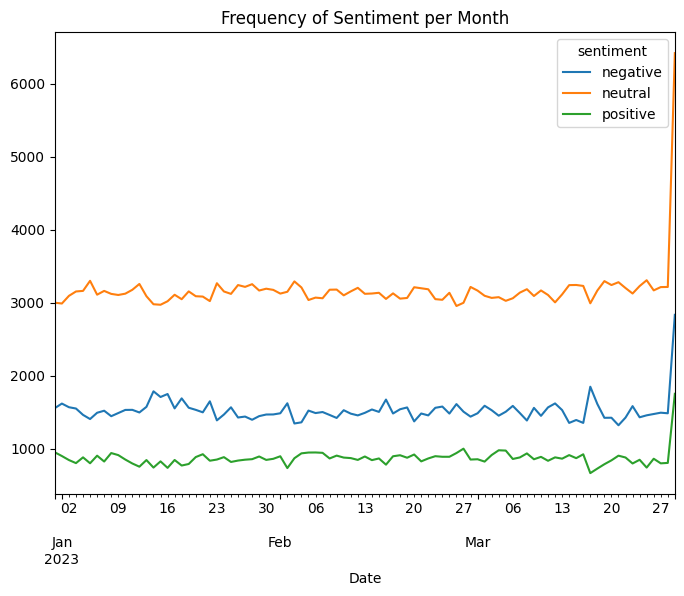 Frequency of Sentiment per Month
sentiment
negative
neutral
positive
6000
5000
4000
3000
2000
1000
02 09 16 23 30 06 13 20 27 06 13 20 27
Jan Feb Mar
2023
Date